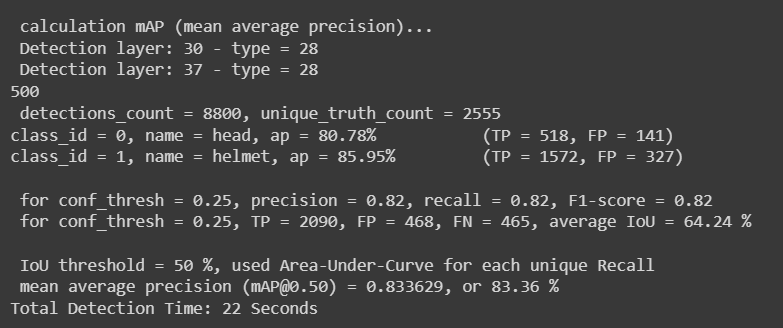 calculation mAP (mean average precision)...
Detection layer: 30 - type = 28
Detection layer: 37 - type = 28
500
detections_count = 8800, unique_truth_count = 2555
class_id = 0, name = head, ap = 80.78% (TP = 518, FP = 141)
class_id = 1, name = helmet, ap = 85.95% (TP = 1572, FP = 327)
for conf_thresh = 0.25, precision = 0.82, recall = 0.82, F1-score = 0.82
for conf_thresh = 0.25, TP = 2090, FP = 468, FN = 465, average IoU = 64.24 %
IoU threshold = 50 %, used Area-Under-Curve for each unique Recall
mean average precision (mAP@0.50) = 0.833629, or 83.36 %
Total Detection Time: 22 Seconds